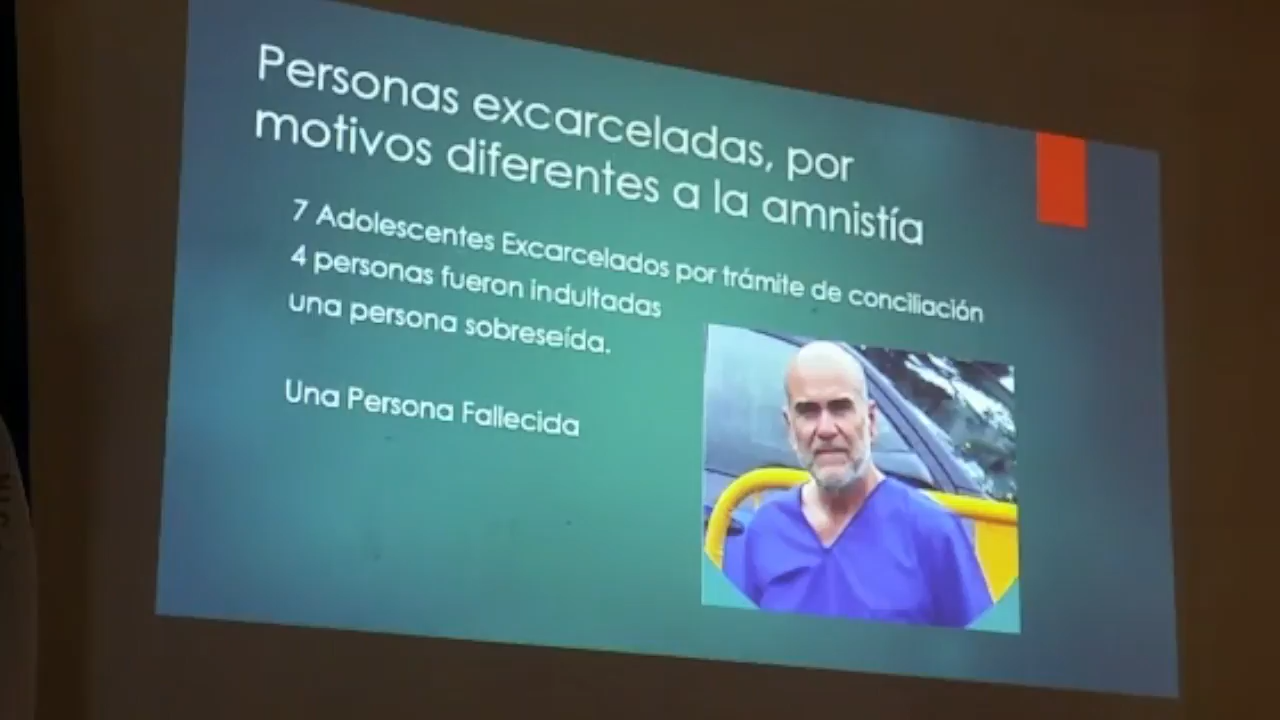 Personas excarceladas, por
motivos diferentes a la amnistía
7 Adolescentes Excarcelados por trámite de conciliación
4 personas fueron indultadas
una persona sobreseída.
Una Persona Fallecida